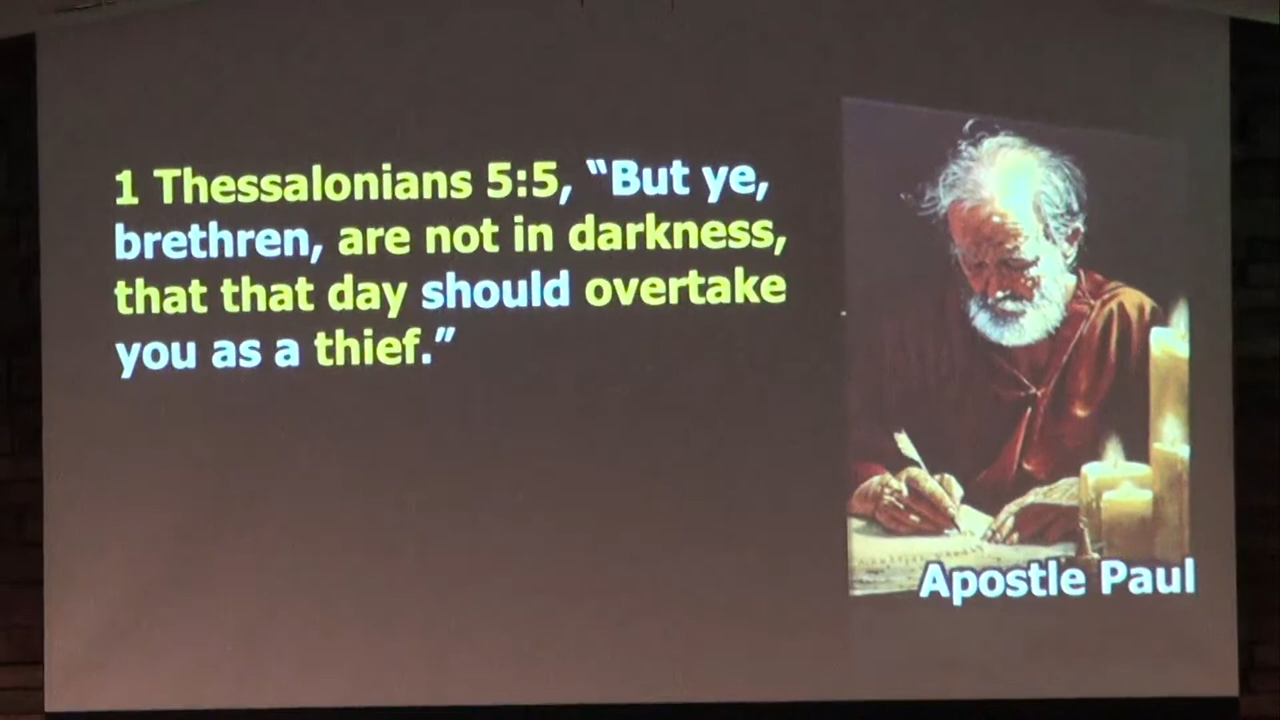 1 Thessalonians 5:5, “But ye,
brethren, are not in darkness,
that that day should overtake
you as a thief.”
Apostle Paul